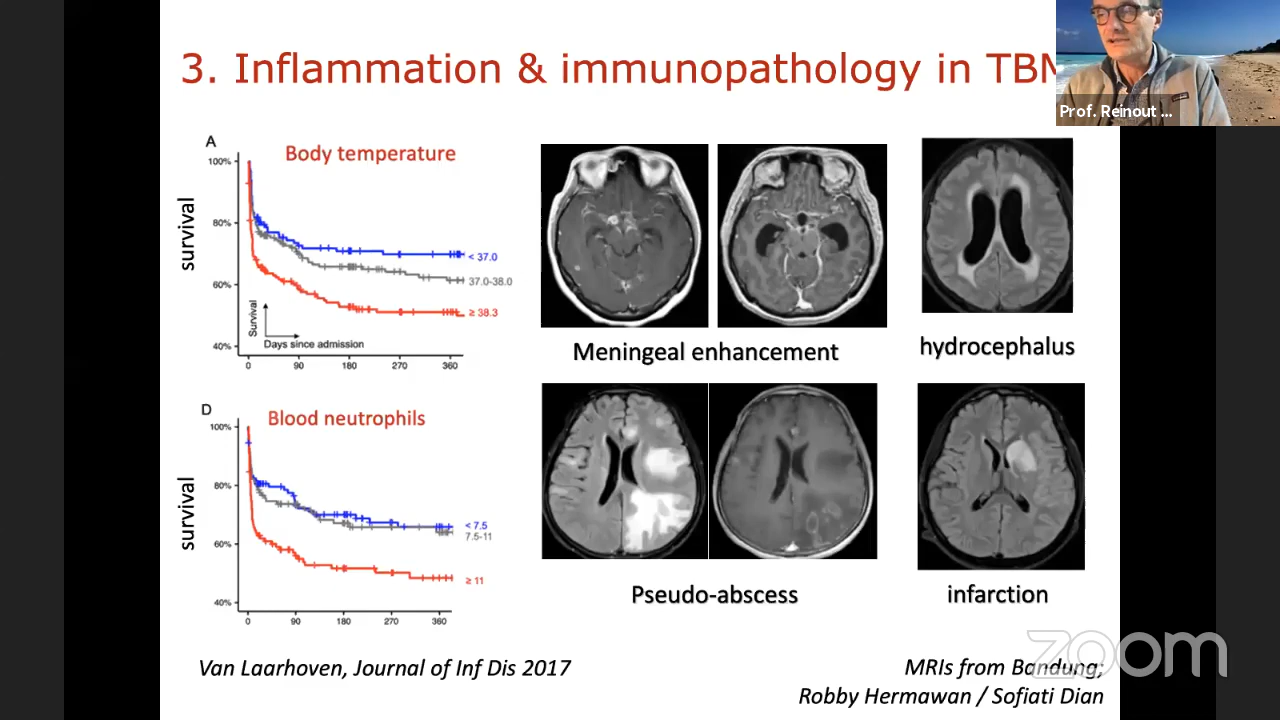 3. Inflammation & immunopathology in TBM
Prof. Reinout ...
A
Body temperature
survival
100%
80%
60%
40%
< 37.0
37.0-38.0
≥ 38.3
Survival
Days since admission
0 90 180 270 360
D
Blood neutrophils
survival
100%
80%
60%
40%
< 7.5
7.5-11
≥ 11
0 90 180 270 360
Meningeal enhancement
hydrocephalus
Pseudo-abscess
infarction
Van Laarhoven, Journal of Inf Dis 2017
MRIs from Bandung;
Robby Hermawan / Sofiati Dian
zoom